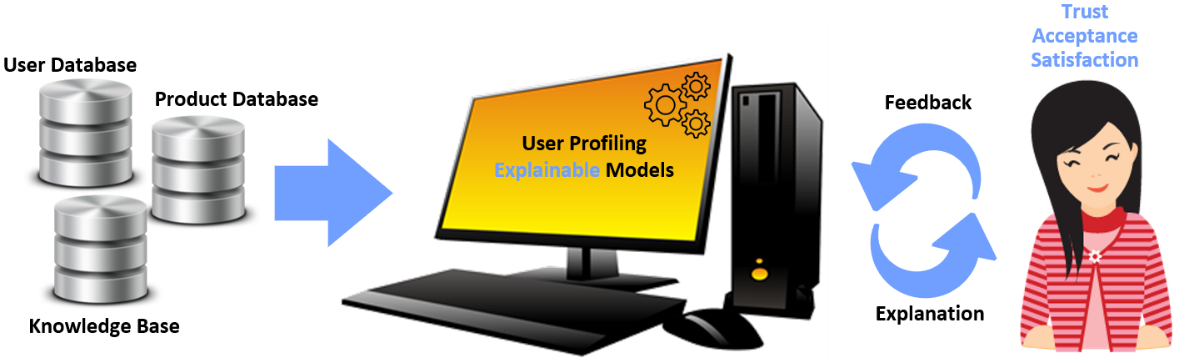 User Database
Product Database
Knowledge Base
User Profiling
Explainable Models
Feedback
Explanation
Trust
Acceptance
Satisfaction